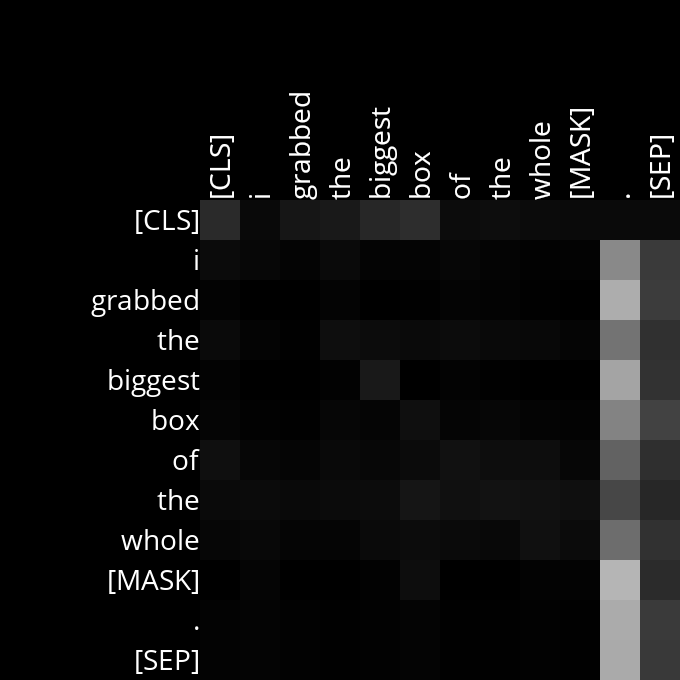 [CLS] i grabbed the biggest box of the whole [MASK] . [SEP]
[CLS]
i
grabbed
the
biggest
box
of
the
whole
[MASK]
.
[SEP]